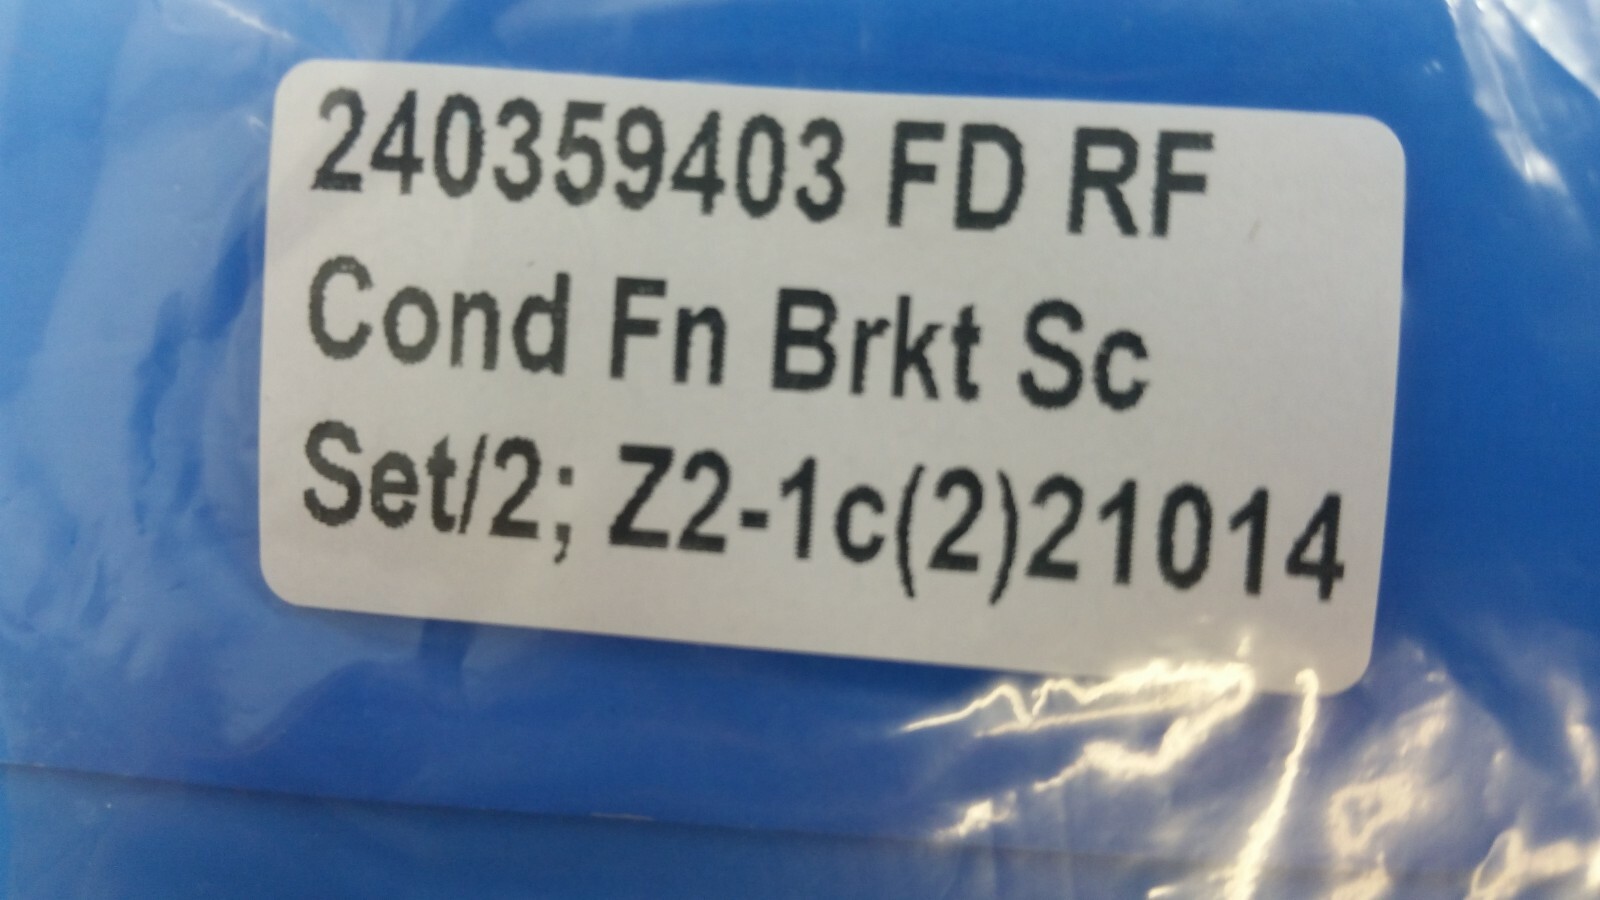 240359403 FD RF
Cond Fn Brkt Sc
Set/2; Z2-1c(2)21014